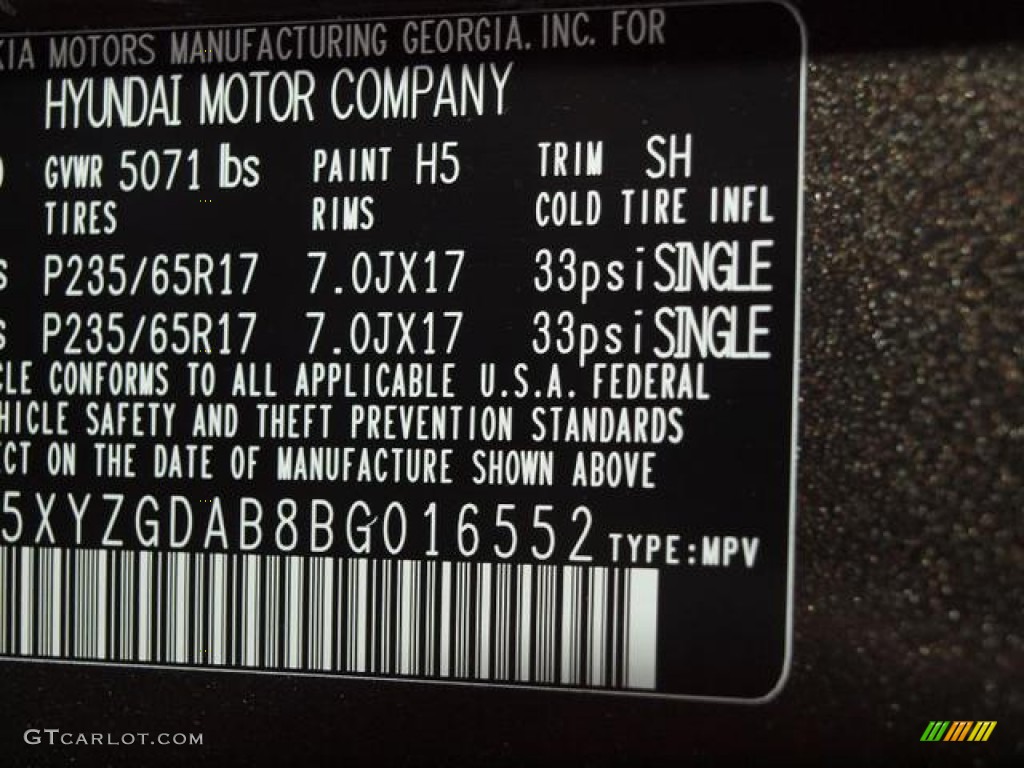 KIA MOTORS MANUFACTURING GEORGIA. INC. FOR
HYUNDAI MOTOR COMPANY
GVWR 5071 lbs PAINT H5 TRIM SH
TIRES RIMS COLD TIRE INFL
P235/65R17 7.0JX17 33psi SINGLE
P235/65R17 7.0JX17 33psi SINGLE
CLE CONFORMS TO ALL APPLICABLE U.S.A. FEDERAL
HICLE SAFETY AND THEFT PREVENTION STANDARDS
ECT ON THE DATE OF MANUFACTURE SHOWN ABOVE
5XYZGDAB8BG016552 TYPE:MPV
GTCARLOT.COM